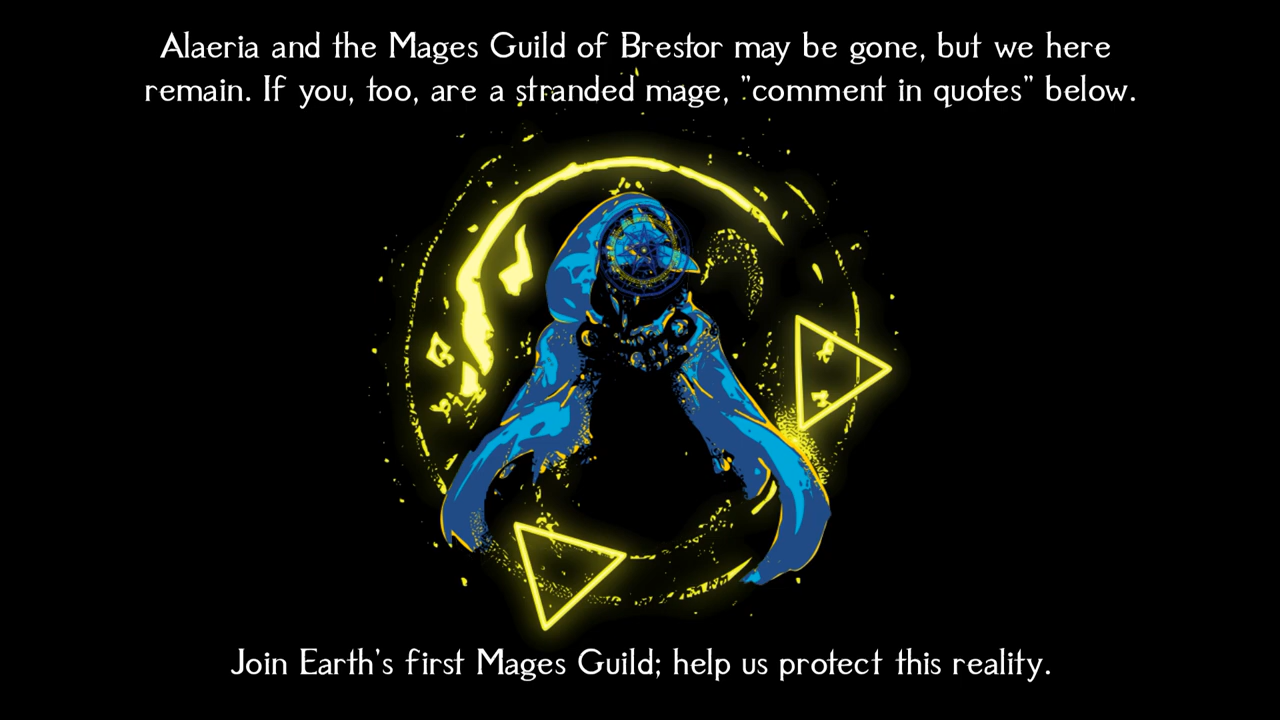 Alaeria and the Mages Guild of Brestor may be gone, but we here
remain. If you, too, are a stranded mage, "comment in quotes" below.
Join Earth's first Mages Guild; help us protect this reality.